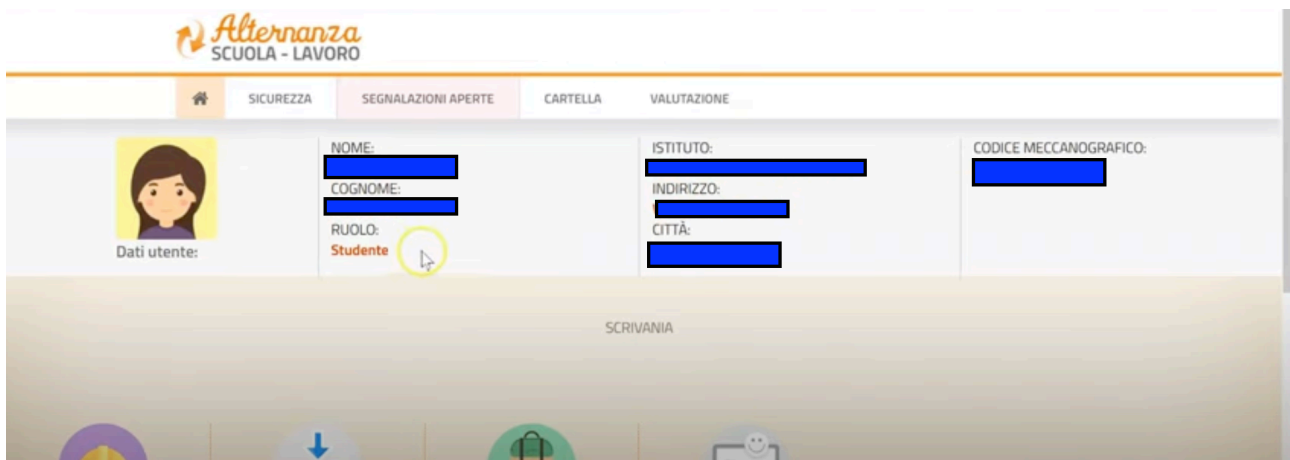 Alternanza
SCUOLA - LAVORO
SICUREZZA SEGNALAZIONI APERTE CARTELLA VALUTAZIONE
NOME: ISTITUTO: CODICE MECCANOGRAFICO:
COGNOME: INDIRIZZO:
RUOLO: CITTÀ:
Studente
Dati utente:
SCRIVANIA